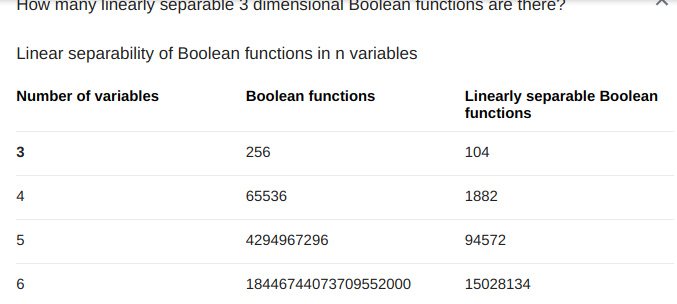 How many linearly separable 3 dimensional Boolean functions are there?
Linear separability of Boolean functions in n variables
Number of variables Boolean functions Linearly separable Boolean
functions
3 256 104
4 65536 1882
5 4294967296 94572
6 18446744073709552000 15028134